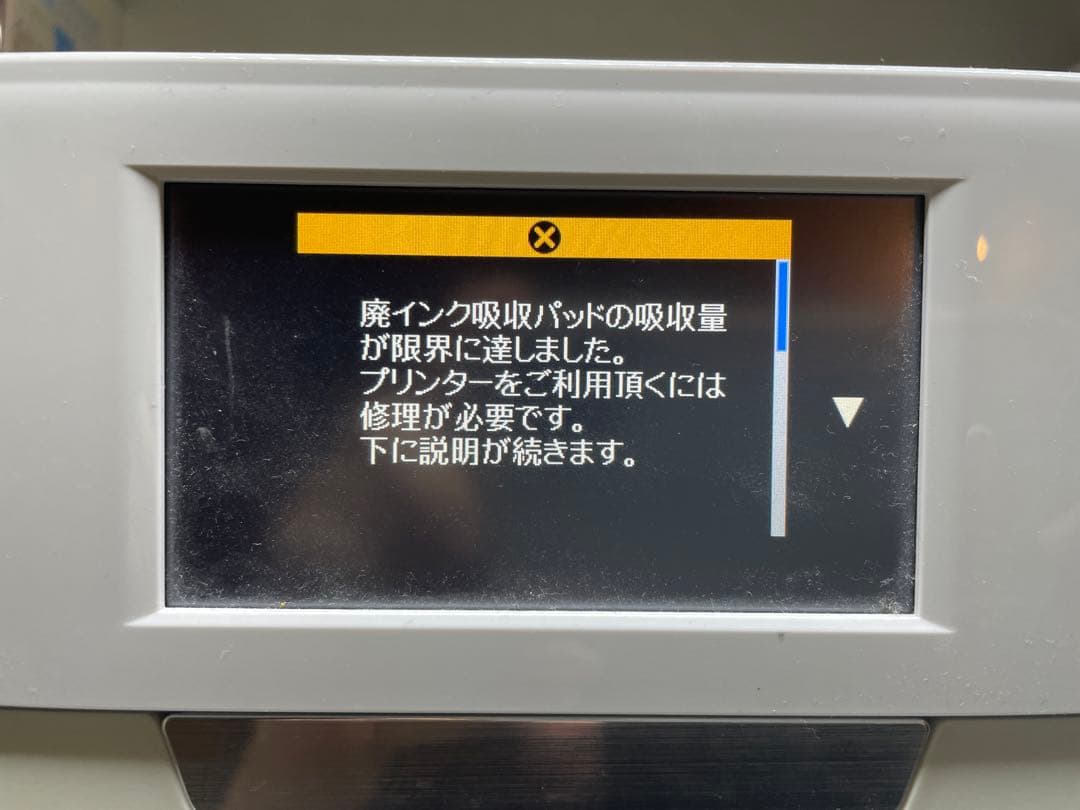 廃インク吸収パッドの吸収量
が限界に達しました。
プリンターをご利用頂くには
修理が必要です。
下に説明が続きます。